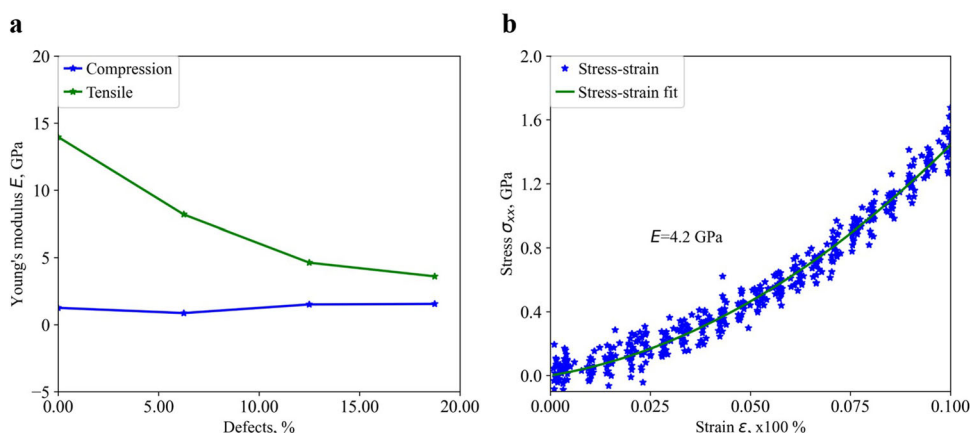 a
20
15
10
5
0
−5
0.00 5.00 10.00 15.00 20.00
Young's modulus E, GPa
Defects, %
Compression
Tensile
b
2.0
1.6
1.2
0.8
0.4
0.0
0.000 0.025 0.050 0.075 0.100
Stress σxx, GPa
Strain ε, x100 %
Stress-strain
Stress-strain fit
E=4.2 GPa